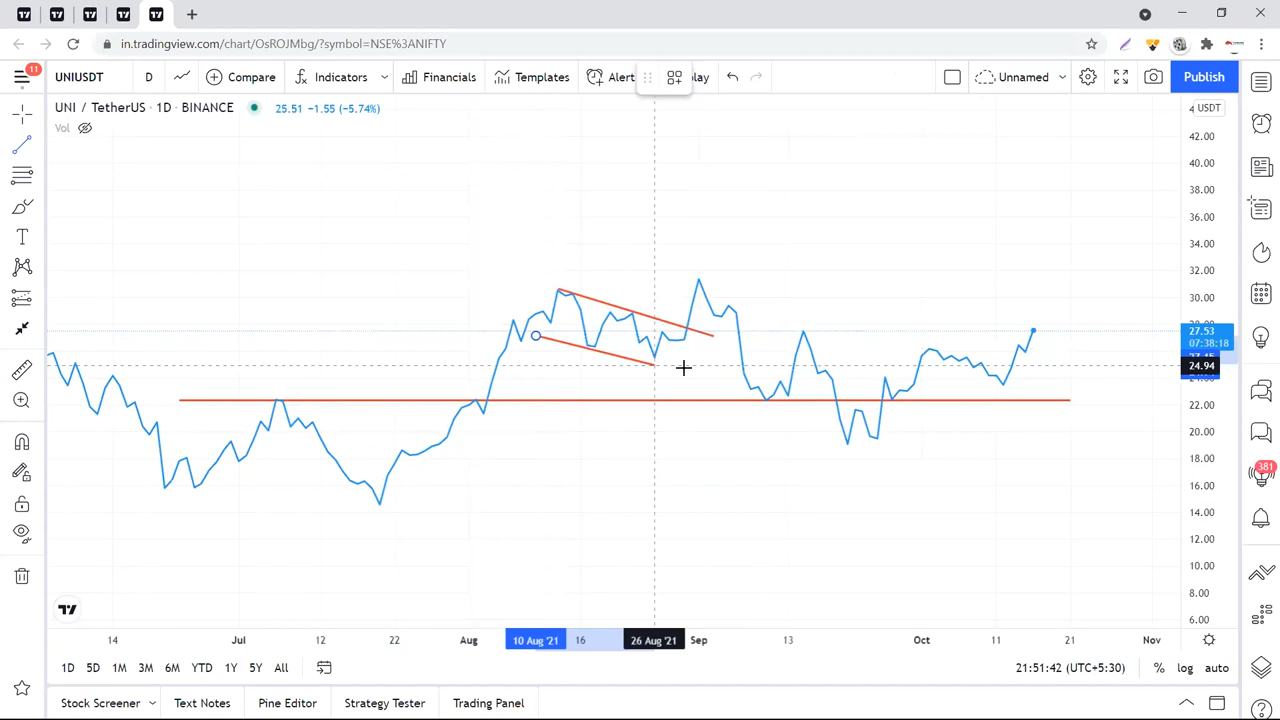 in.tradingview.com/chart/OsROJMbg/?symbol=NSE%3ANIFTY
11
UNIUSDT D Compare Indicators Financials Templates Alert lay Unnamed Publish
UNI / TetherUS · 1D · BINANCE 25.51 −1.55 (−5.74%)
Vol
USDT
42.00
40.00
38.00
36.00
34.00
32.00
30.00
27.53
07:38:18
24.94
22.00
20.00
18.00
16.00
14.00
12.00
10.00
8.00
6.00
381
14 Jul 12 22 Aug 10 Aug '21 16 26 Aug '21 Sep 13 Oct 11 21 Nov
1D 5D 1M 3M 6M YTD 1Y 5Y All 21:51:42 (UTC+5:30) % log auto
Stock Screener Text Notes Pine Editor Strategy Tester Trading Panel